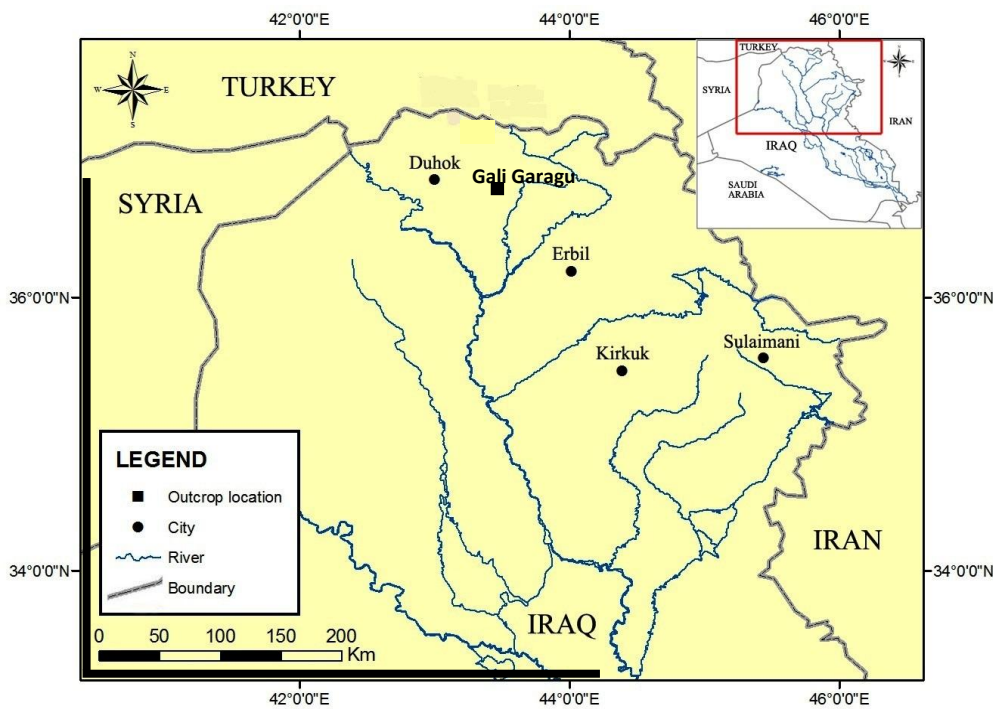 42°0'0"E 44°0'0"E 46°0'0"E
N
W E
S
TURKEY
SYRIA
Duhok
Gali Garagu
Erbil
36°0'0"N 36°0'0"N
Kirkuk
Sulaimani
34°0'0"N 34°0'0"N
IRAN
IRAQ
LEGEND
Outcrop location
City
River
Boundary
0 50 100 150 200
Km
42°0'0"E 44°0'0"E 46°0'0"E
TURKEY
SYRIA
IRAN
IRAQ
SAUDI
ARABIA